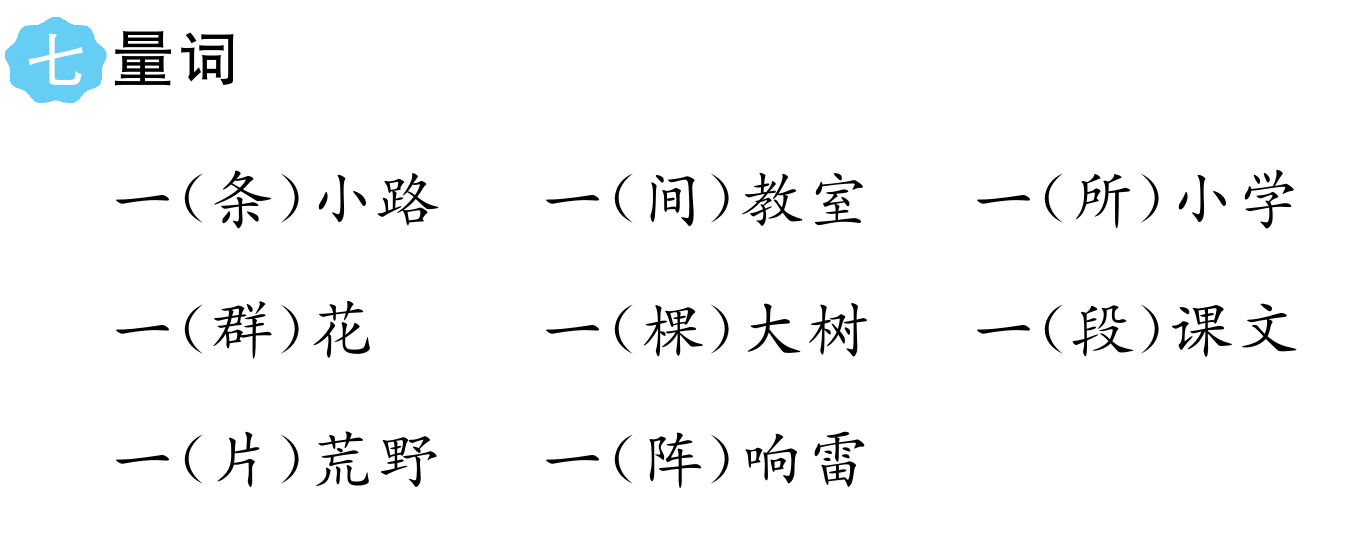 七 量词
一(条)小路 一(间)教室 一(所)小学
一(群)花 一(棵)大树 一(段)课文
一(片)荒野 一(阵)响雷